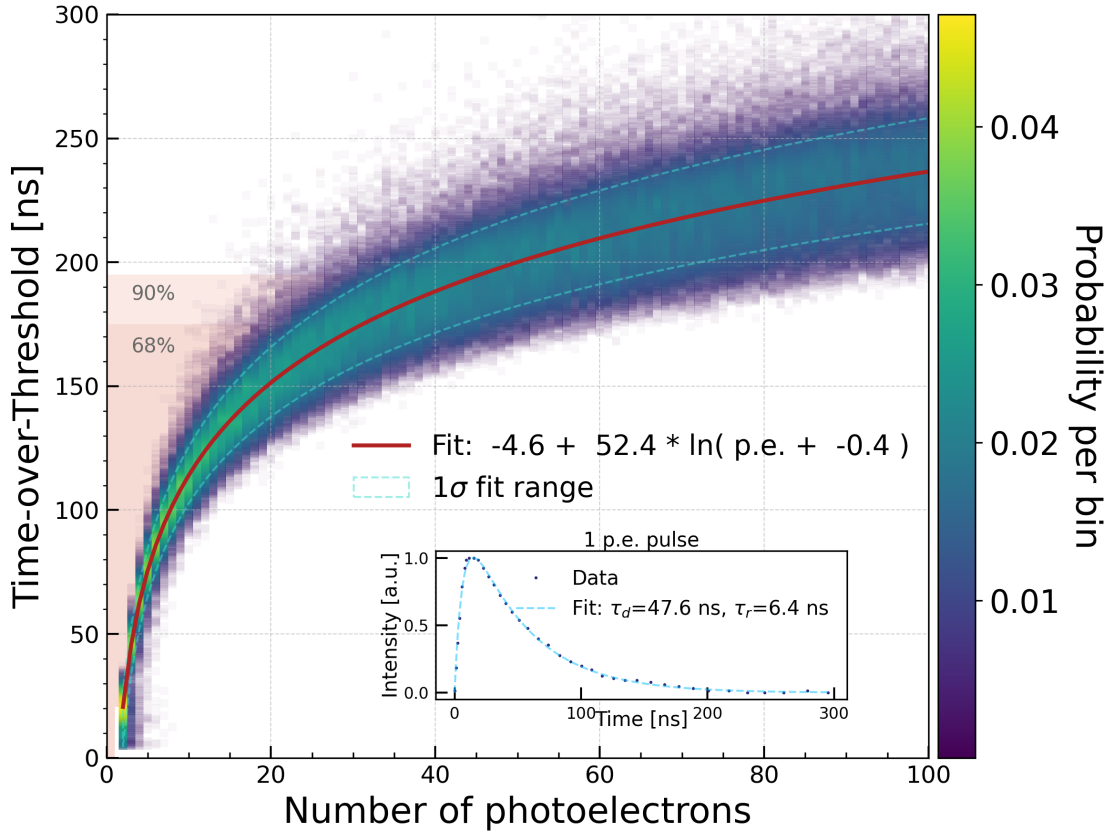 300
250
200
150
100
50
0
Time-over-Threshold [ns]
90%
68%
Fit:  -4.6 +  52.4 * ln( p.e. +  -0.4 )
1σ fit range
1 p.e. pulse
1.0
0.5
0.0
Intensity [a.u.]
Data
Fit: τd=47.6 ns, τr=6.4 ns
0 100 200 300
Time [ns]
0 20 40 60 80 100
Number of photoelectrons
0.04
0.03
0.02
0.01
Probability per bin